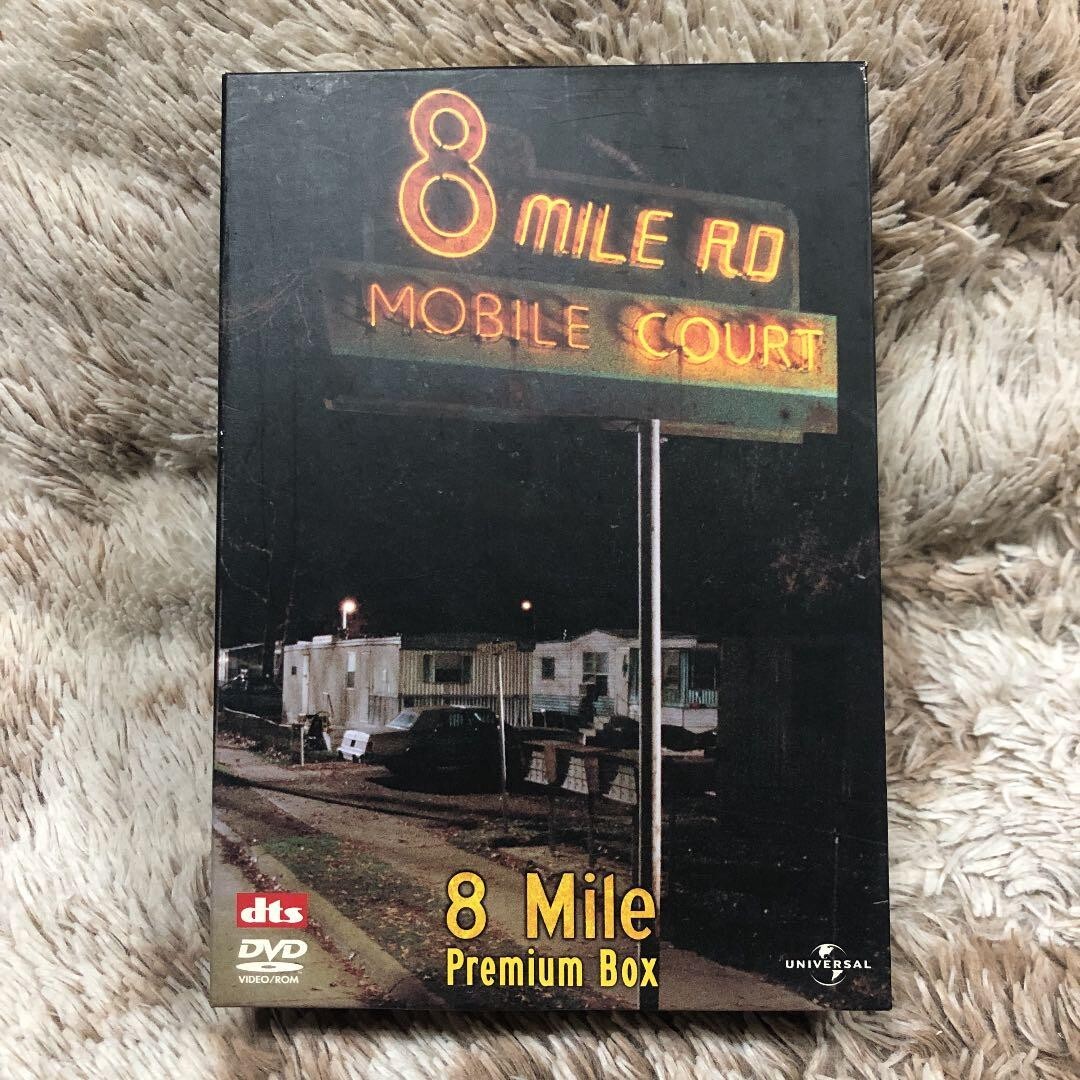 8 MILE RD
MOBILE COURT
8 Mile
Premium Box
dts
DVD
VIDEO/ROM
UNIVERSAL